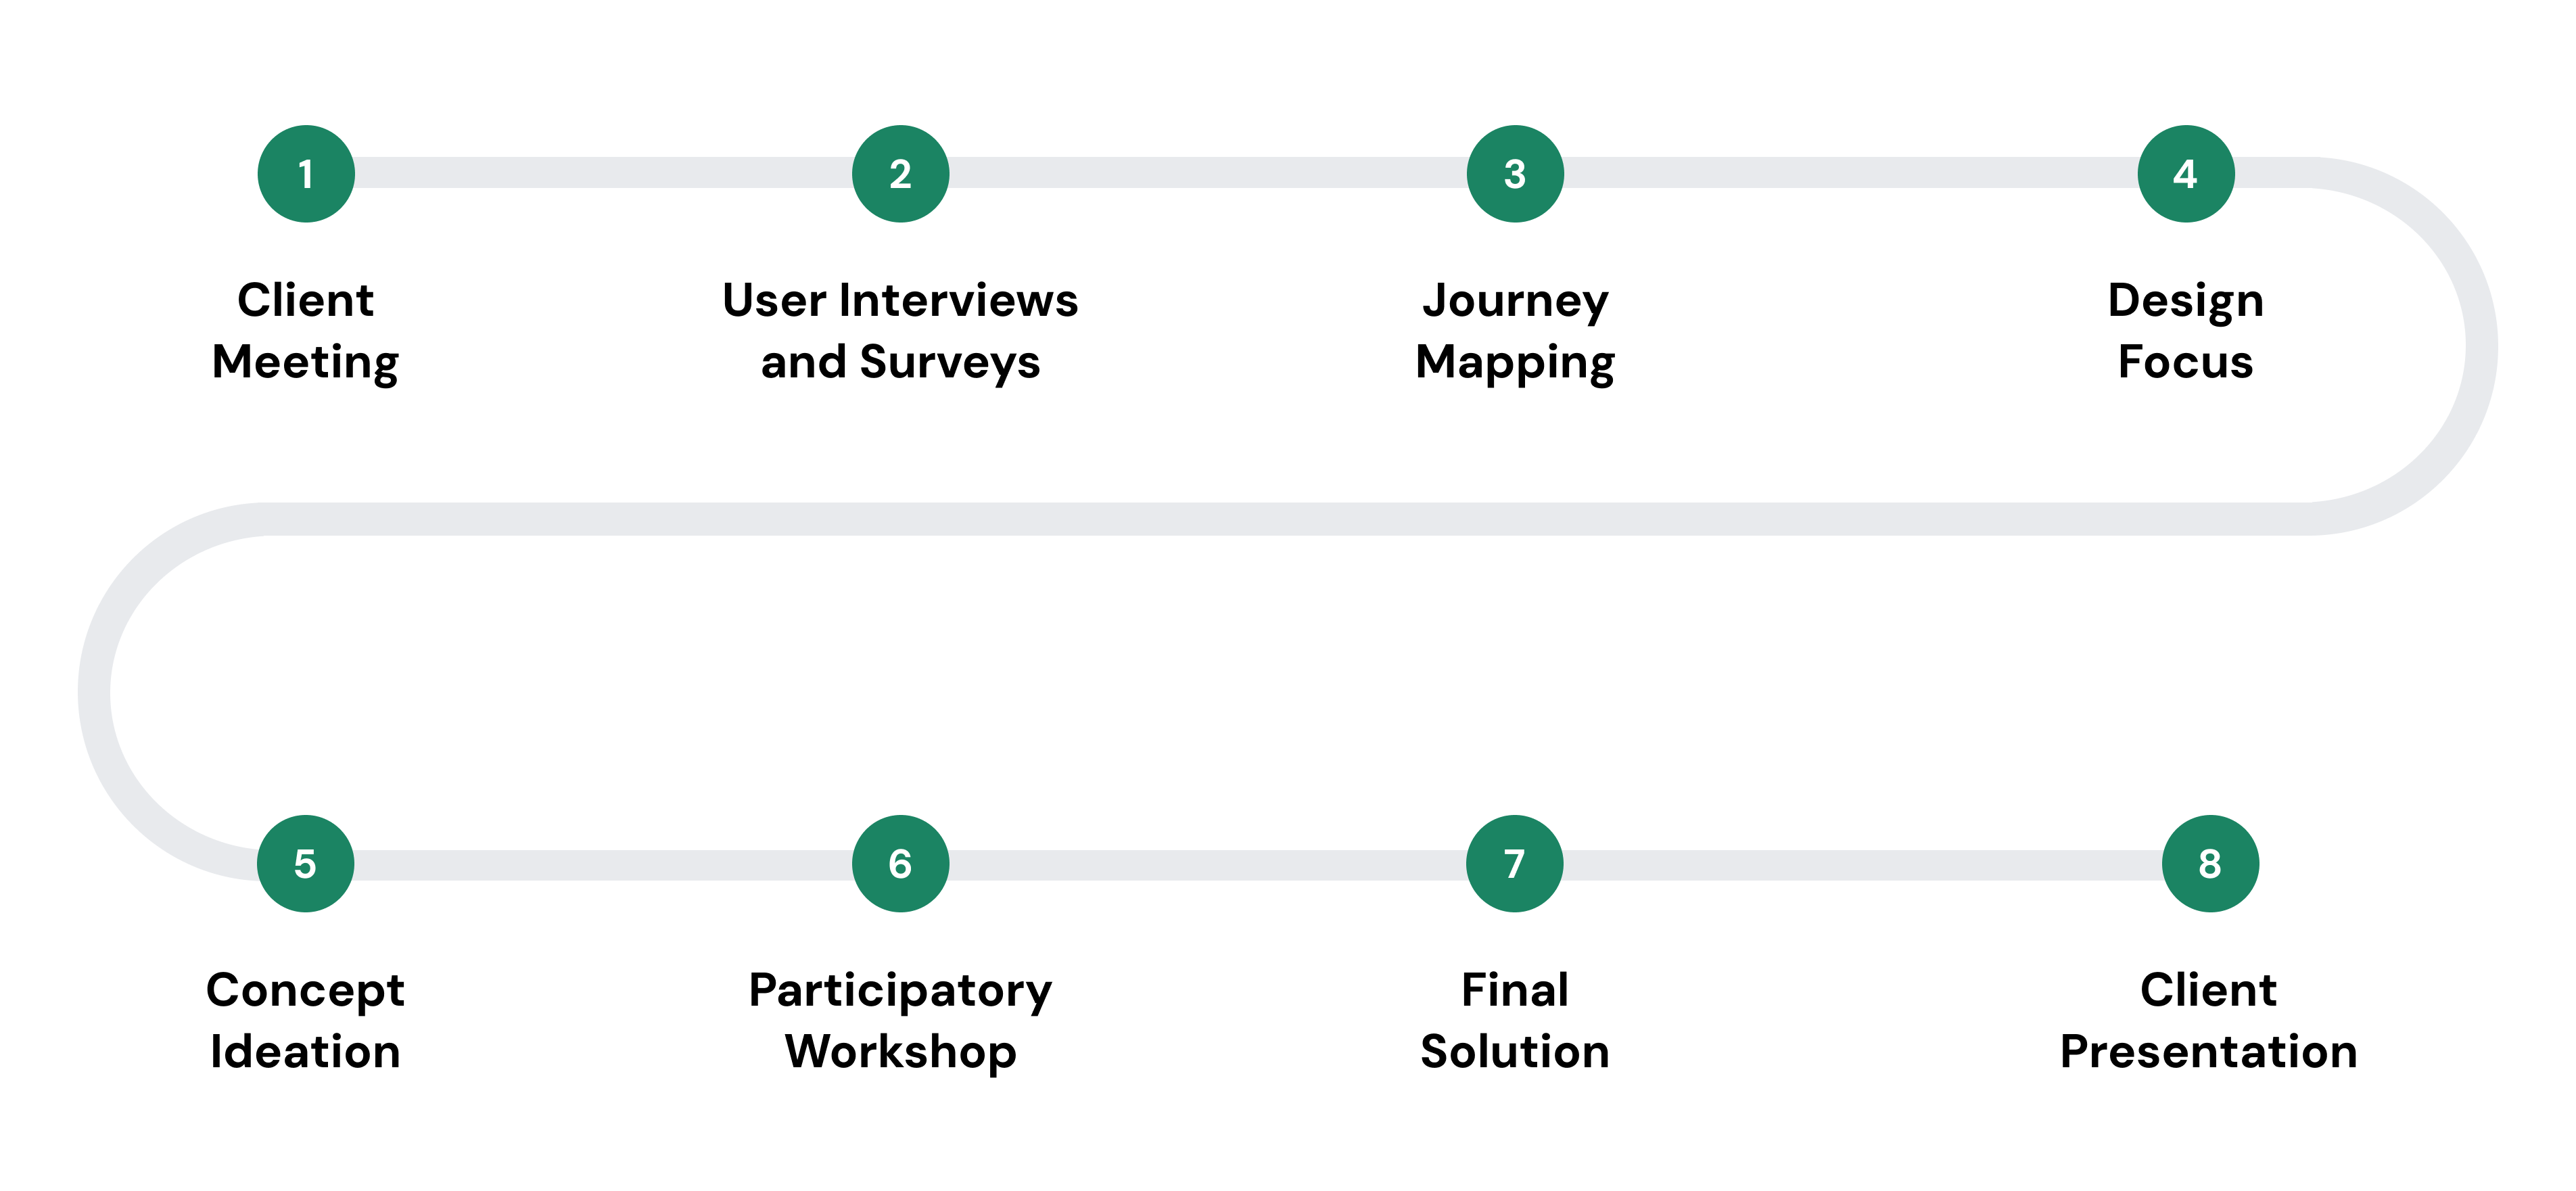 1
Client
Meeting
2
User Interviews
and Surveys
3
Journey
Mapping
4
Design
Focus
5
Concept
Ideation
6
Participatory
Workshop
7
Final
Solution
8
Client
Presentation